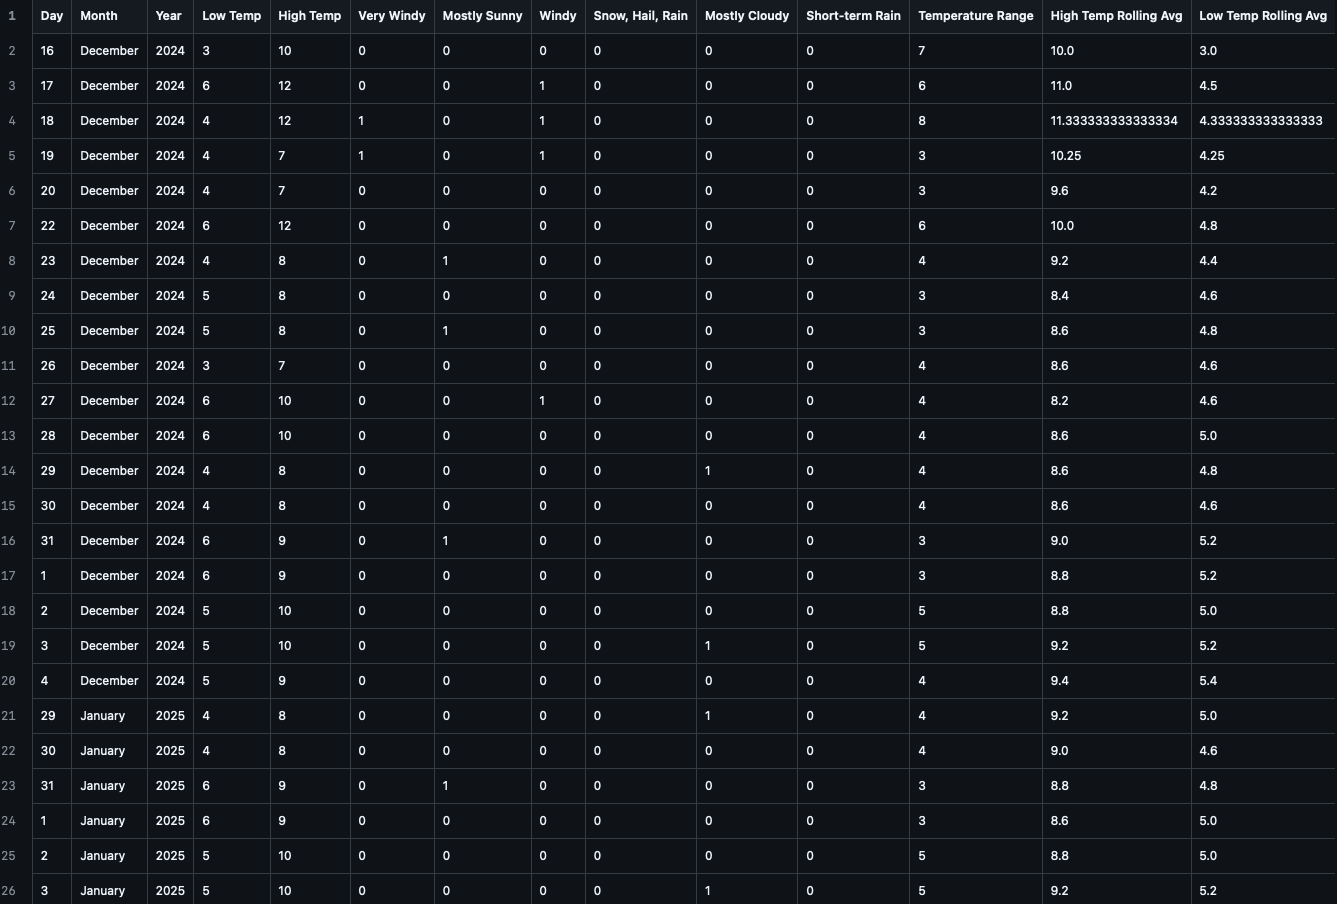 1 Day Month Year Low Temp High Temp Very Windy Mostly Sunny Windy Snow, Hail, Rain Mostly Cloudy Short-term Rain Temperature Range High Temp Rolling Avg Low Temp Rolling Avg
2 16 December 2024 3 10 0 0 0 0 0 0 7 10.0 3.0
3 17 December 2024 6 12 0 0 1 0 0 0 6 11.0 4.5
4 18 December 2024 4 12 1 0 1 0 0 0 8 11.333333333333334 4.333333333333333
5 19 December 2024 4 7 1 0 1 0 0 0 3 10.25 4.25
6 20 December 2024 4 7 0 0 0 0 0 0 3 9.6 4.2
7 22 December 2024 6 12 0 0 0 0 0 0 6 10.0 4.8
8 23 December 2024 4 8 0 1 0 0 0 0 4 9.2 4.4
9 24 December 2024 5 8 0 0 0 0 0 0 3 8.4 4.6
10 25 December 2024 5 8 0 1 0 0 0 0 3 8.6 4.8
11 26 December 2024 3 7 0 0 0 0 0 0 4 8.6 4.6
12 27 December 2024 6 10 0 0 1 0 0 0 4 8.2 4.6
13 28 December 2024 6 10 0 0 0 0 0 0 4 8.6 5.0
14 29 December 2024 4 8 0 0 0 0 1 0 4 8.6 4.8
15 30 December 2024 4 8 0 0 0 0 0 0 4 8.6 4.6
16 31 December 2024 6 9 0 1 0 0 0 0 3 9.0 5.2
17 1 December 2024 6 9 0 0 0 0 0 0 3 8.8 5.2
18 2 December 2024 5 10 0 0 0 0 0 0 5 8.8 5.0
19 3 December 2024 5 10 0 0 0 0 1 0 5 9.2 5.2
20 4 December 2024 5 9 0 0 0 0 0 0 4 9.4 5.4
21 29 January 2025 4 8 0 0 0 0 1 0 4 9.2 5.0
22 30 January 2025 4 8 0 0 0 0 0 0 4 9.0 4.6
23 31 January 2025 6 9 0 1 0 0 0 0 3 8.8 4.8
24 1 January 2025 6 9 0 0 0 0 0 0 3 8.6 5.0
25 2 January 2025 5 10 0 0 0 0 0 0 5 8.8 5.0
26 3 January 2025 5 10 0 0 0 0 1 0 5 9.2 5.2